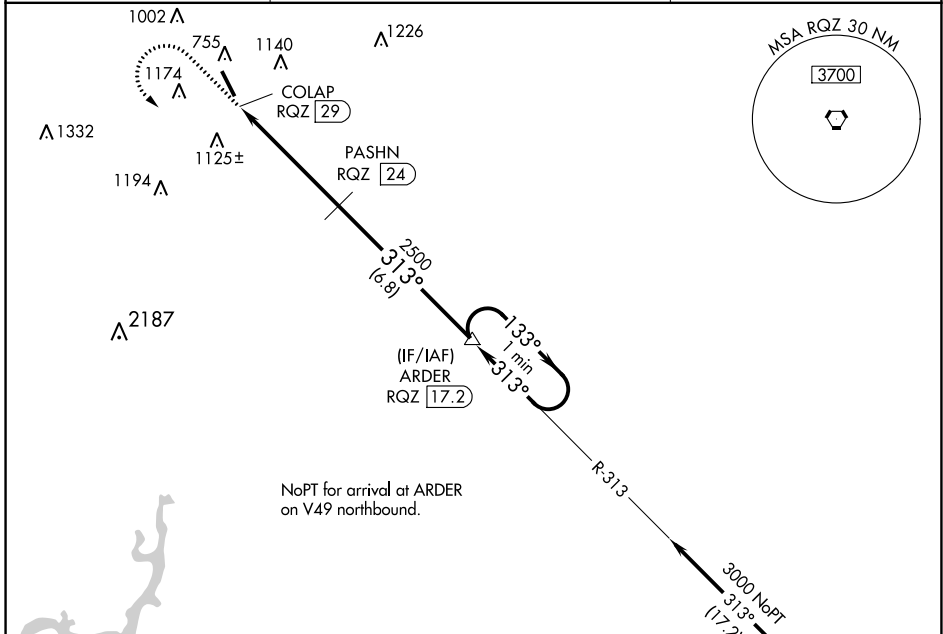 1002
755
1140
1226
MSA RQZ 30 NM
3700
1174
COLAP
RQZ 29
1332
1125±
PASHN
RQZ 24
1194
2500
313°
(6.8)
2187
133°
1 min
313°
(IF/IAF)
ARDER
RQZ 17.2
R-313
NoPT for arrival at ARDER
on V49 northbound.
3000 NoPT
313°
(17.2)